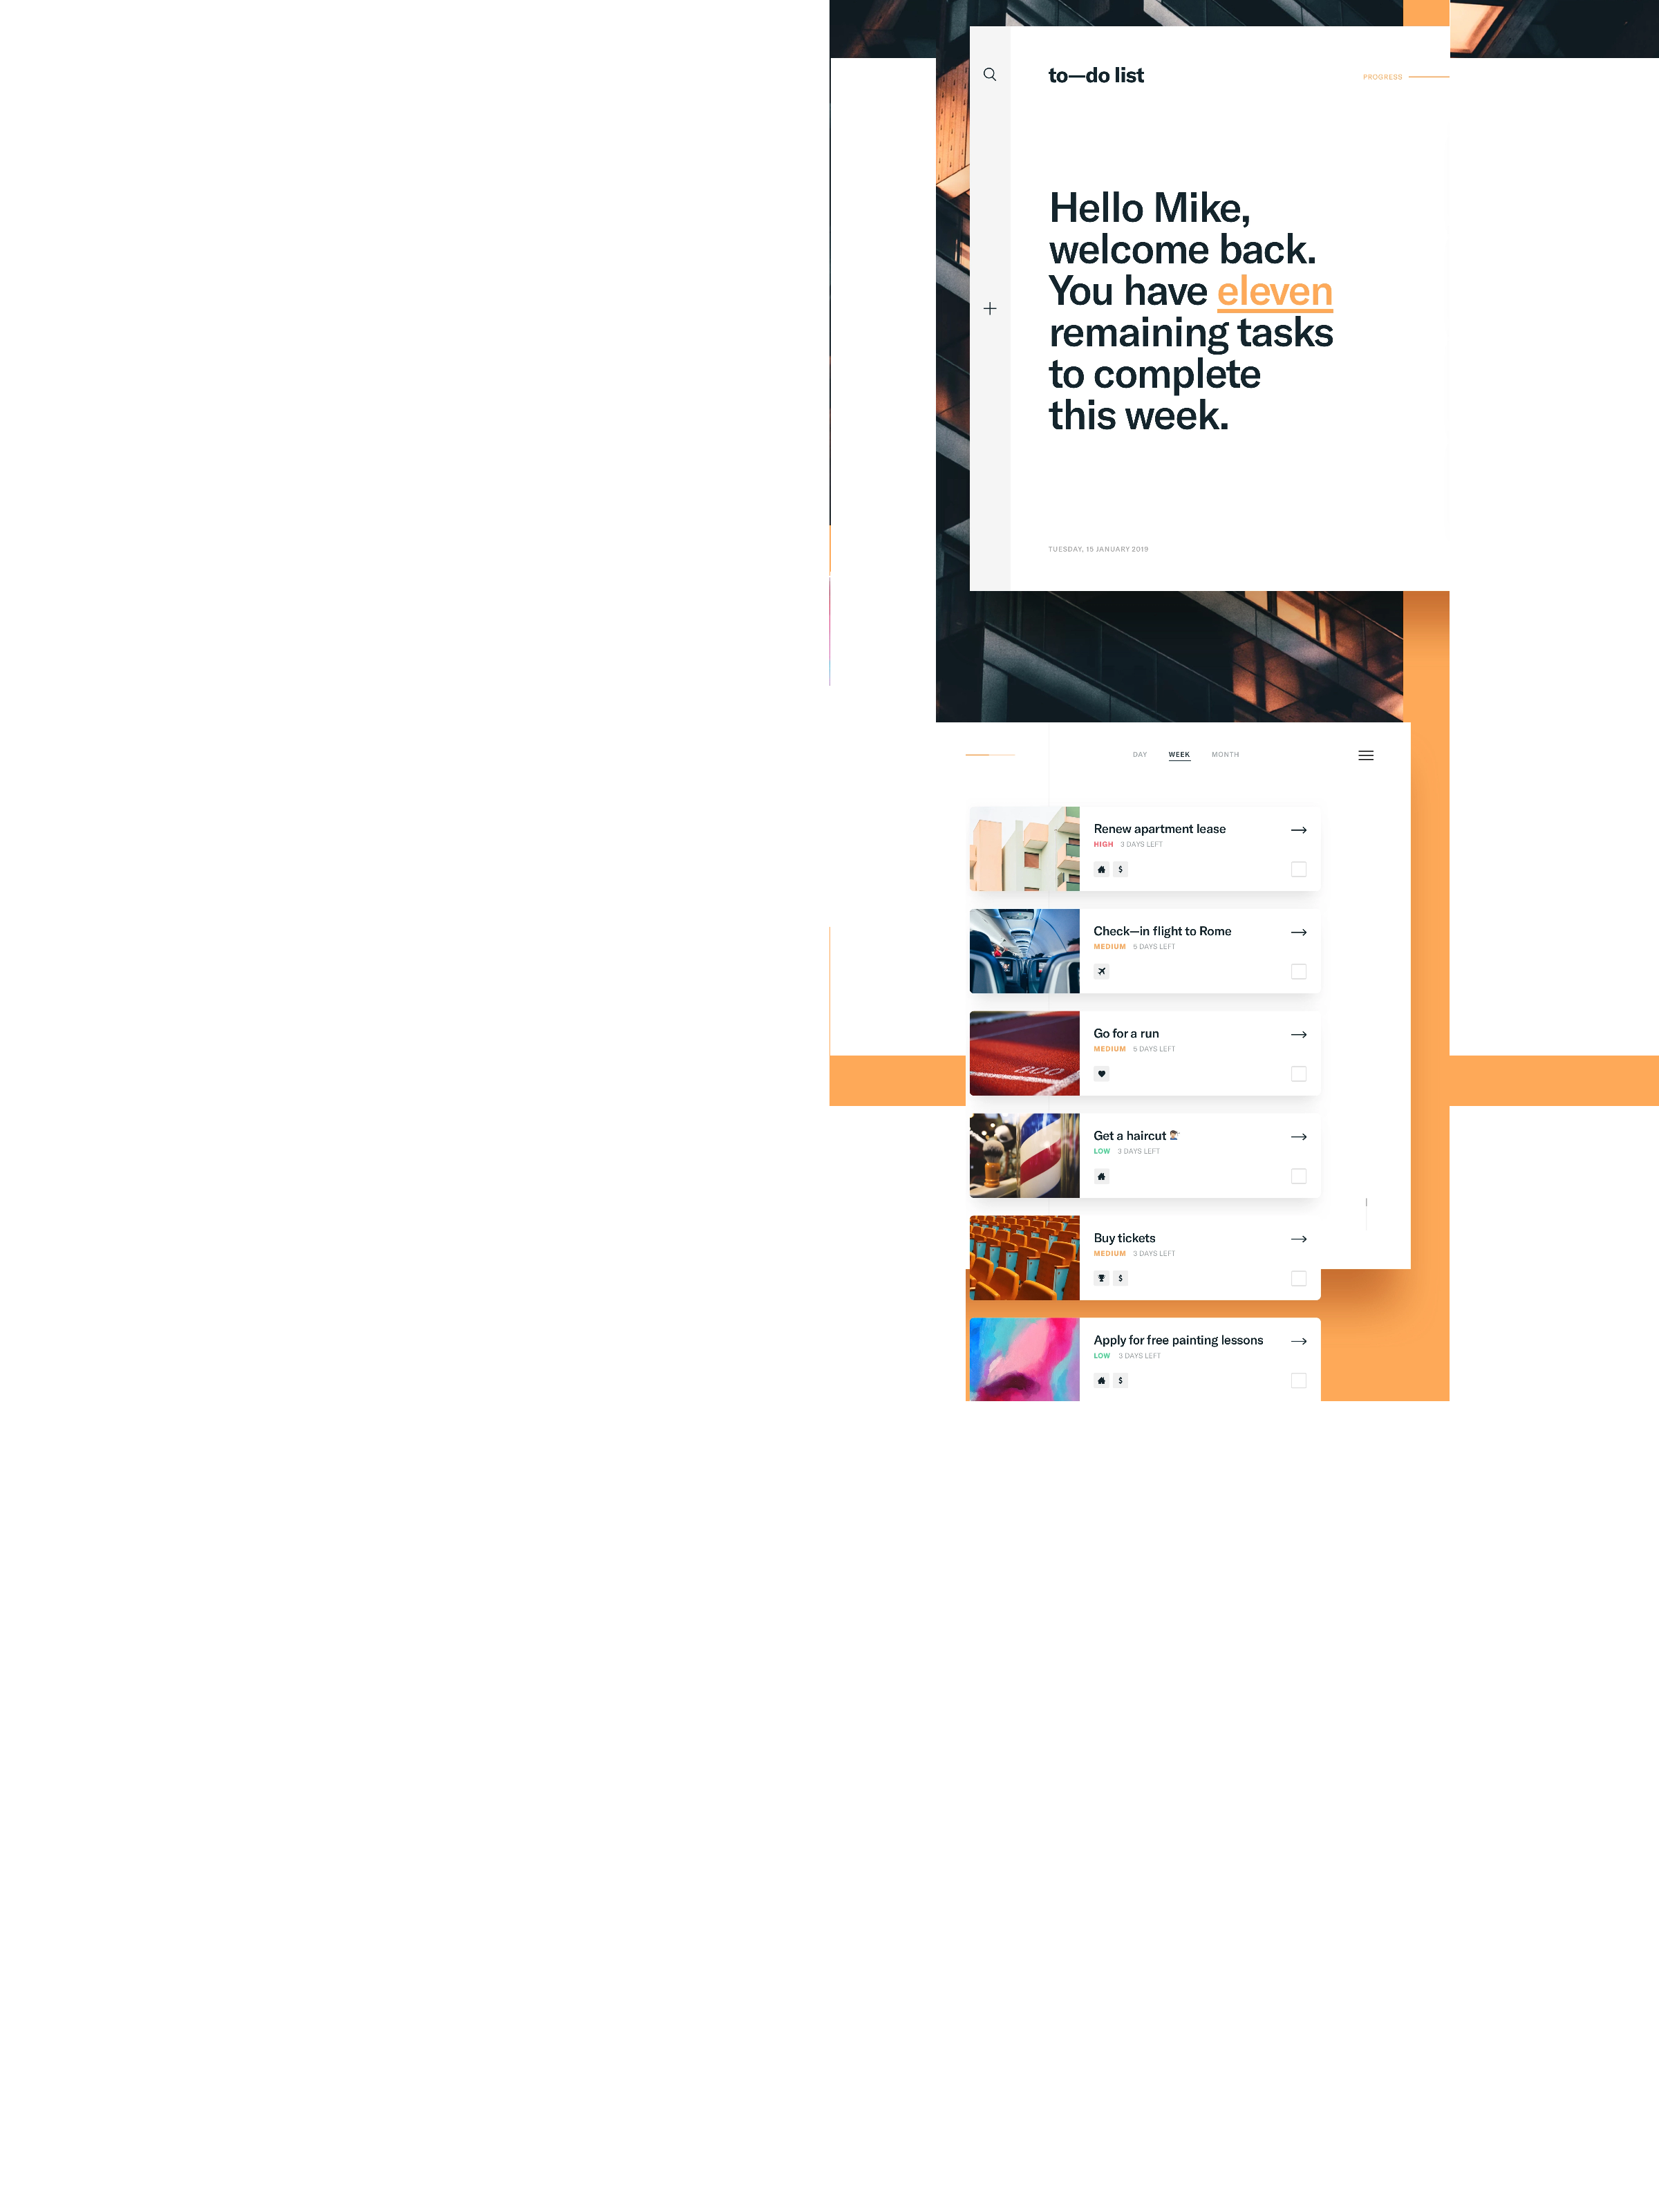 to—do list
PROGRESS
Hello Mike,
welcome back.
You have eleven
remaining tasks
to complete
this week.
TUESDAY, 15 JANUARY 2019
DAY WEEK MONTH
Renew apartment lease
HIGH 3 DAYS LEFT
$
Check—in flight to Rome
MEDIUM 5 DAYS LEFT
Go for a run
MEDIUM 5 DAYS LEFT
800
Get a haircut
LOW 3 DAYS LEFT
Buy tickets
MEDIUM 3 DAYS LEFT
$
Apply for free painting lessons
LOW 3 DAYS LEFT
$